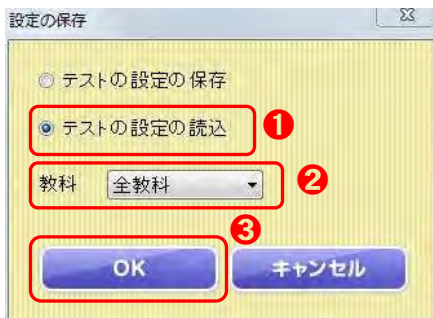 設定の保存
テストの設定の保存
テストの設定の読込 ❶
教科 全教科 ❷
❸
OK キャンセル